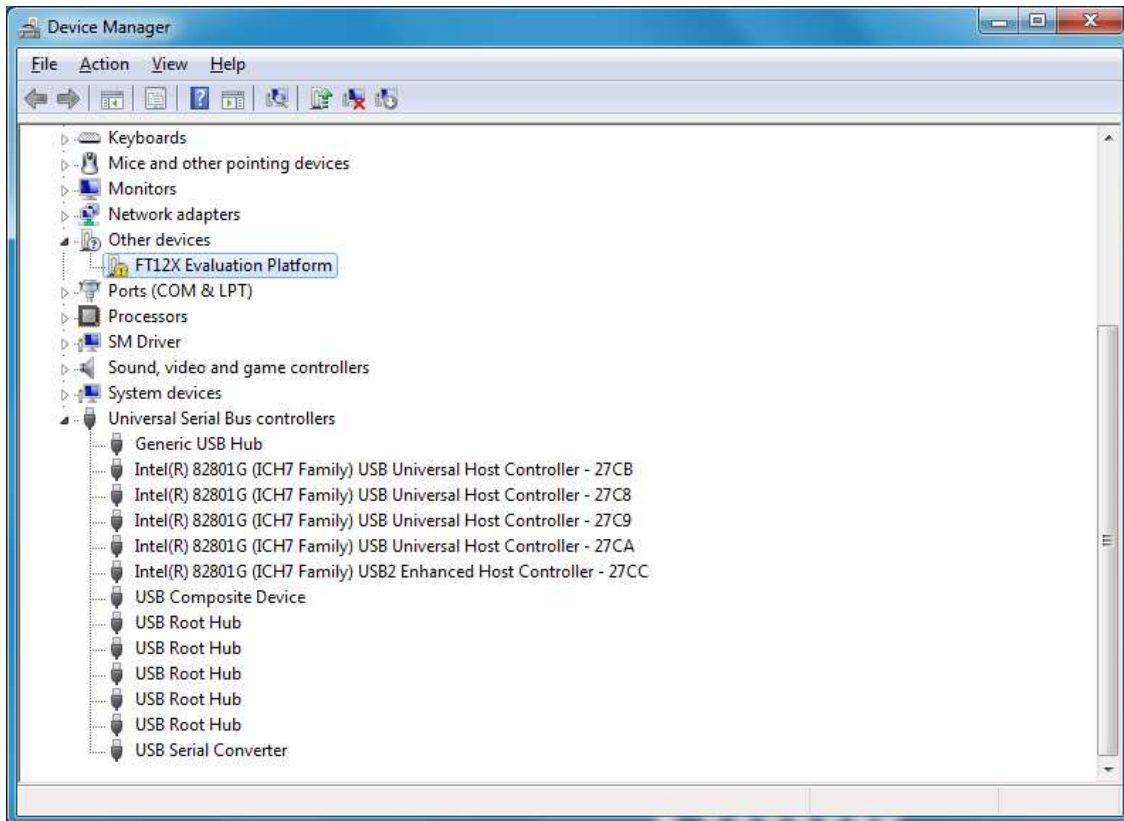 Device Manager
File Action View Help
Keyboards
Mice and other pointing devices
Monitors
Network adapters
Other devices
FT12X Evaluation Platform
Ports (COM & LPT)
Processors
SM Driver
Sound, video and game controllers
System devices
Universal Serial Bus controllers
Generic USB Hub
Intel(R) 82801G (ICH7 Family) USB Universal Host Controller - 27CB
Intel(R) 82801G (ICH7 Family) USB Universal Host Controller - 27C8
Intel(R) 82801G (ICH7 Family) USB Universal Host Controller - 27C9
Intel(R) 82801G (ICH7 Family) USB Universal Host Controller - 27CA
Intel(R) 82801G (ICH7 Family) USB2 Enhanced Host Controller - 27CC
USB Composite Device
USB Root Hub
USB Root Hub
USB Root Hub
USB Root Hub
USB Root Hub
USB Serial Converter